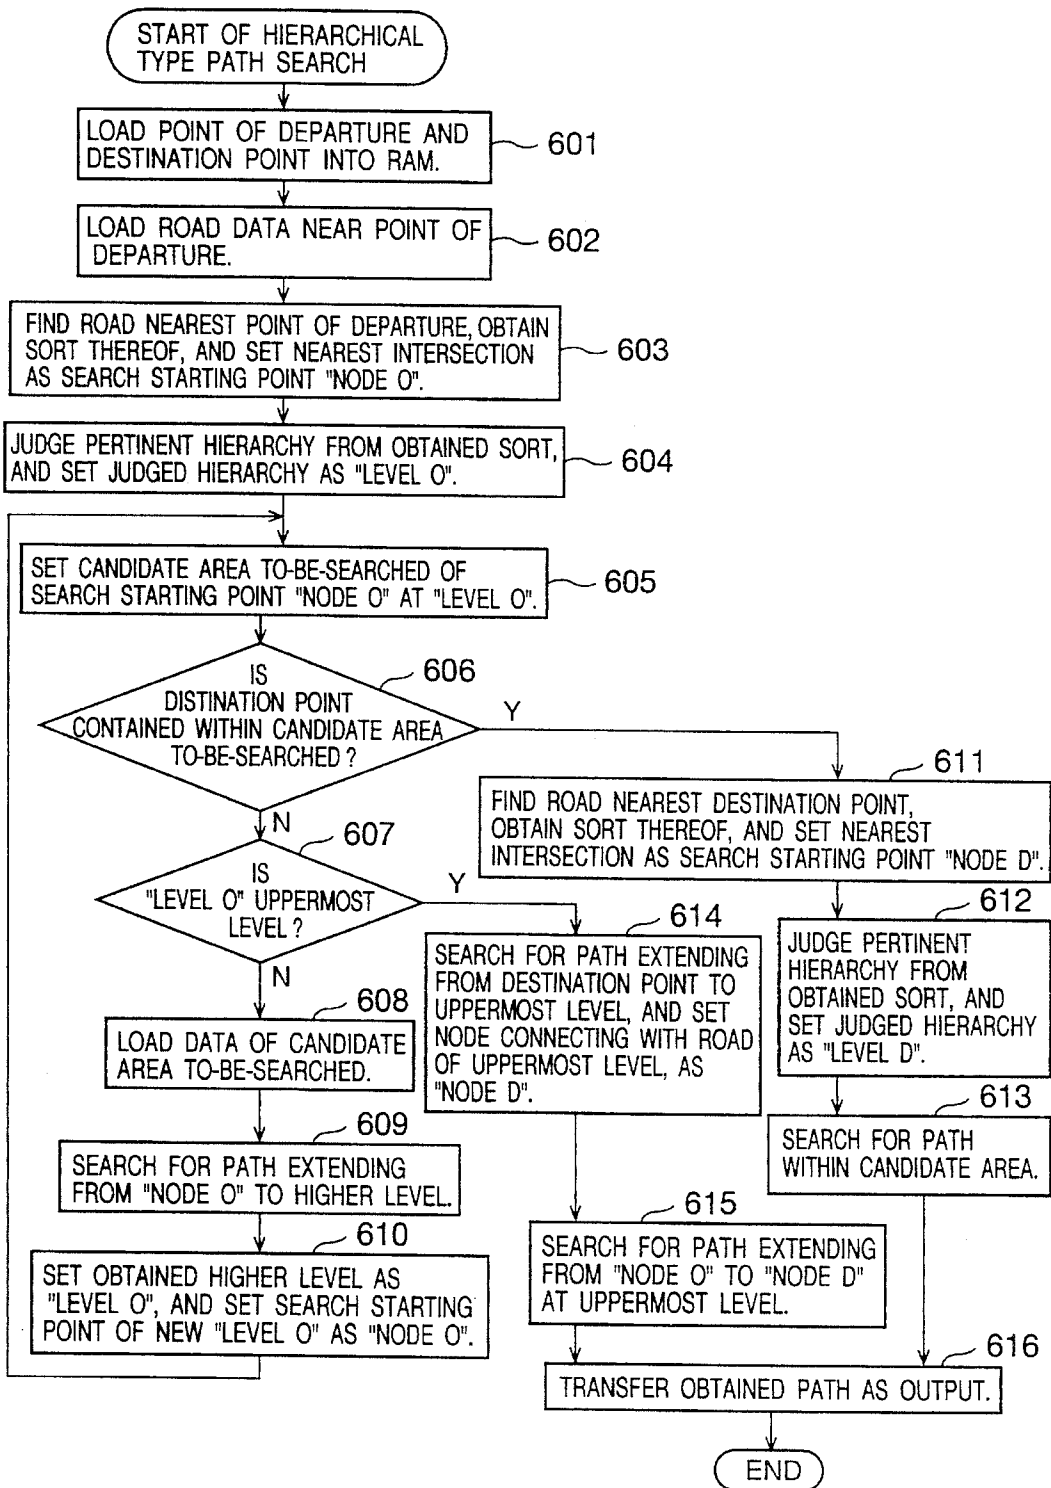 START OF HIERARCHICAL
TYPE PATH SEARCH
LOAD POINT OF DEPARTURE AND
DESTINATION POINT INTO RAM.
601
LOAD ROAD DATA NEAR POINT OF
DEPARTURE.
602
FIND ROAD NEAREST POINT OF DEPARTURE, OBTAIN
SORT THEREOF, AND SET NEAREST INTERSECTION
AS SEARCH STARTING POINT "NODE O".
603
JUDGE PERTINENT HIERARCHY FROM OBTAINED SORT,
AND SET JUDGED HIERARCHY AS "LEVEL O".
604
SET CANDIDATE AREA TO-BE-SEARCHED OF
SEARCH STARTING POINT "NODE O" AT "LEVEL O".
605
IS
DISTINATION POINT
CONTAINED WITHIN CANDIDATE AREA
TO-BE-SEARCHED ?
606
Y
N
IS
"LEVEL O" UPPERMOST
LEVEL ?
607
Y
N
LOAD DATA OF CANDIDATE
AREA TO-BE-SEARCHED.
608
SEARCH FOR PATH EXTENDING
FROM "NODE O" TO HIGHER LEVEL.
609
SET OBTAINED HIGHER LEVEL AS
"LEVEL O", AND SET SEARCH STARTING
POINT OF NEW "LEVEL O" AS "NODE O".
610
FIND ROAD NEAREST DESTINATION POINT,
OBTAIN SORT THEREOF, AND SET NEAREST
INTERSECTION AS SEARCH STARTING POINT "NODE D".
611
JUDGE PERTINENT
HIERARCHY FROM
OBTAINED SORT, AND
SET JUDGED HIERARCHY
AS "LEVEL D".
612
SEARCH FOR PATH
WITHIN CANDIDATE AREA.
613
SEARCH FOR PATH EXTENDING
FROM DESTINATION POINT TO
UPPERMOST LEVEL, AND SET
NODE CONNECTING WITH ROAD
OF UPPERMOST LEVEL, AS
"NODE D".
614
SEARCH FOR PATH EXTENDING
FROM "NODE O" TO "NODE D"
AT UPPERMOST LEVEL.
615
TRANSFER OBTAINED PATH AS OUTPUT.
616
END